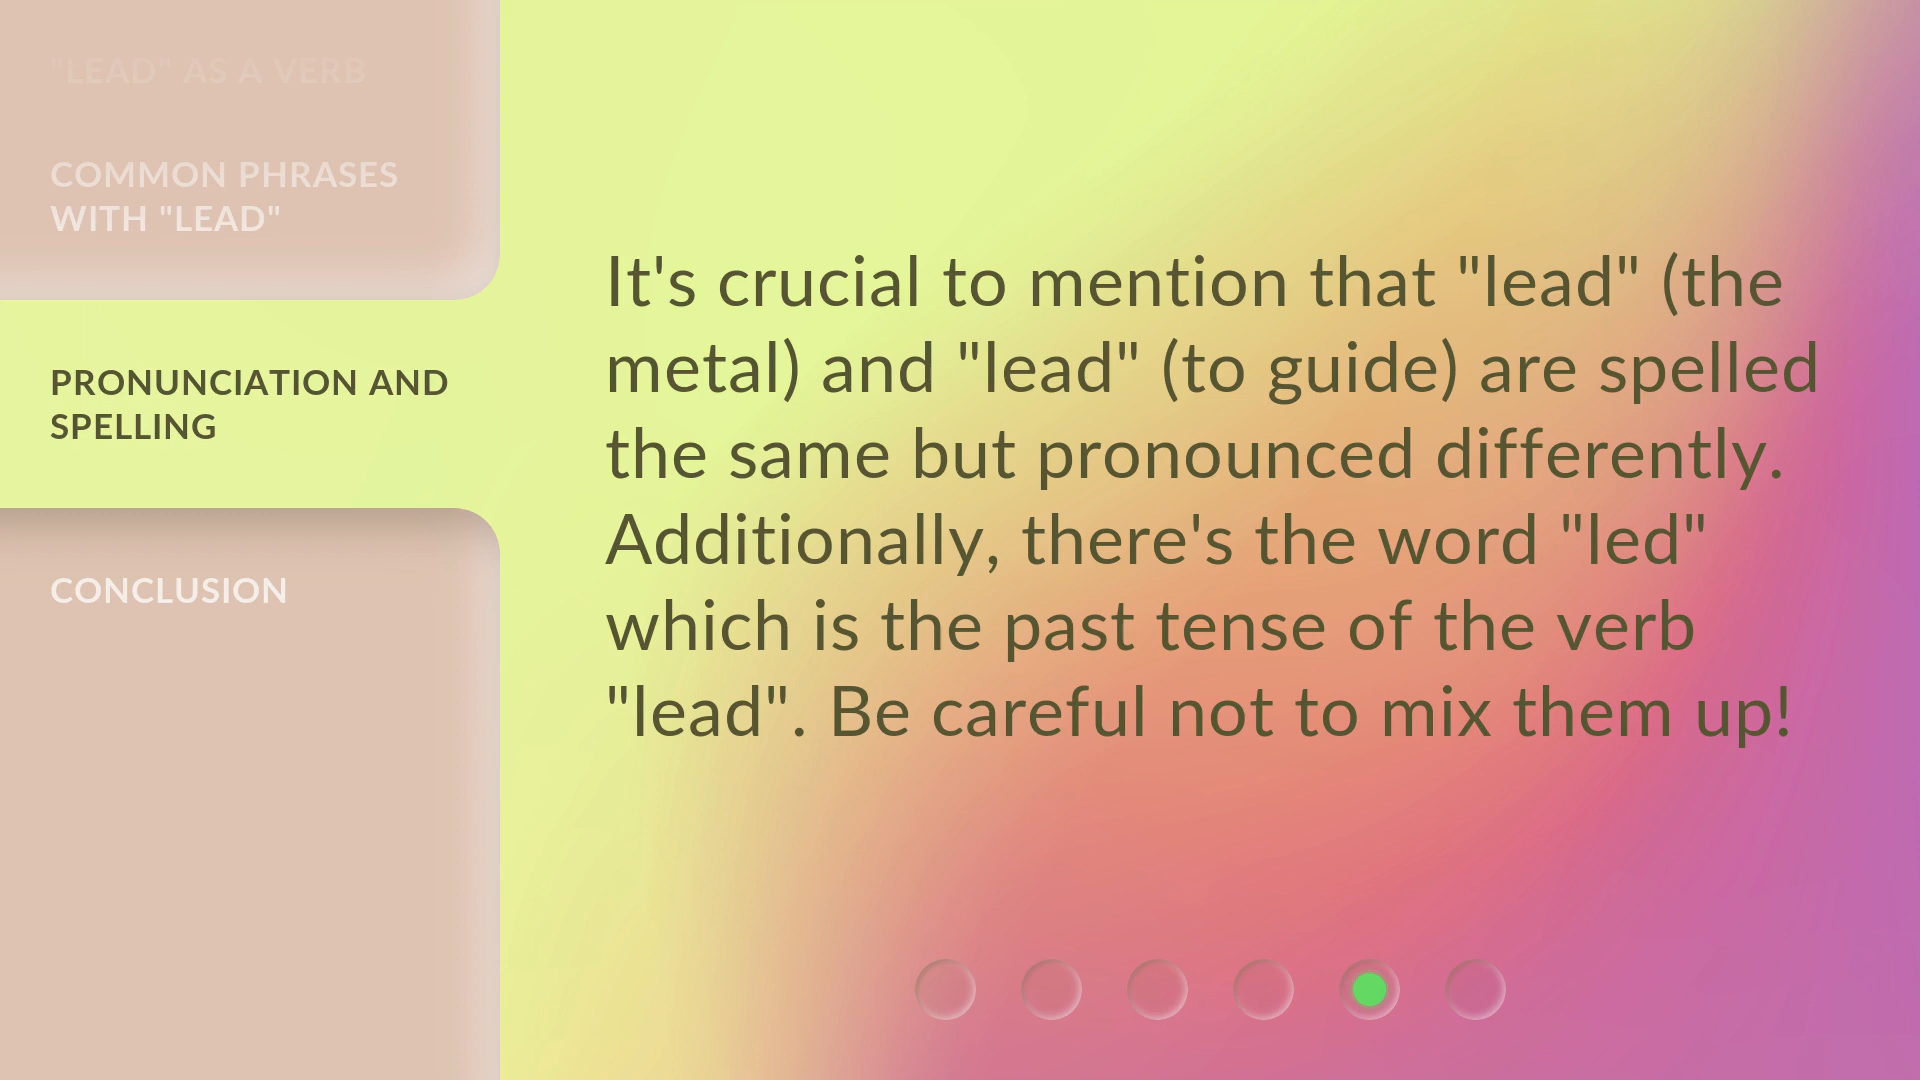 "LEAD" AS A VERB
COMMON PHRASES
WITH "LEAD"
PRONUNCIATION AND
SPELLING
CONCLUSION
It's crucial to mention that "lead" (the
metal) and "lead" (to guide) are spelled
the same but pronounced differently.
Additionally, there's the word "led"
which is the past tense of the verb
"lead". Be careful not to mix them up!